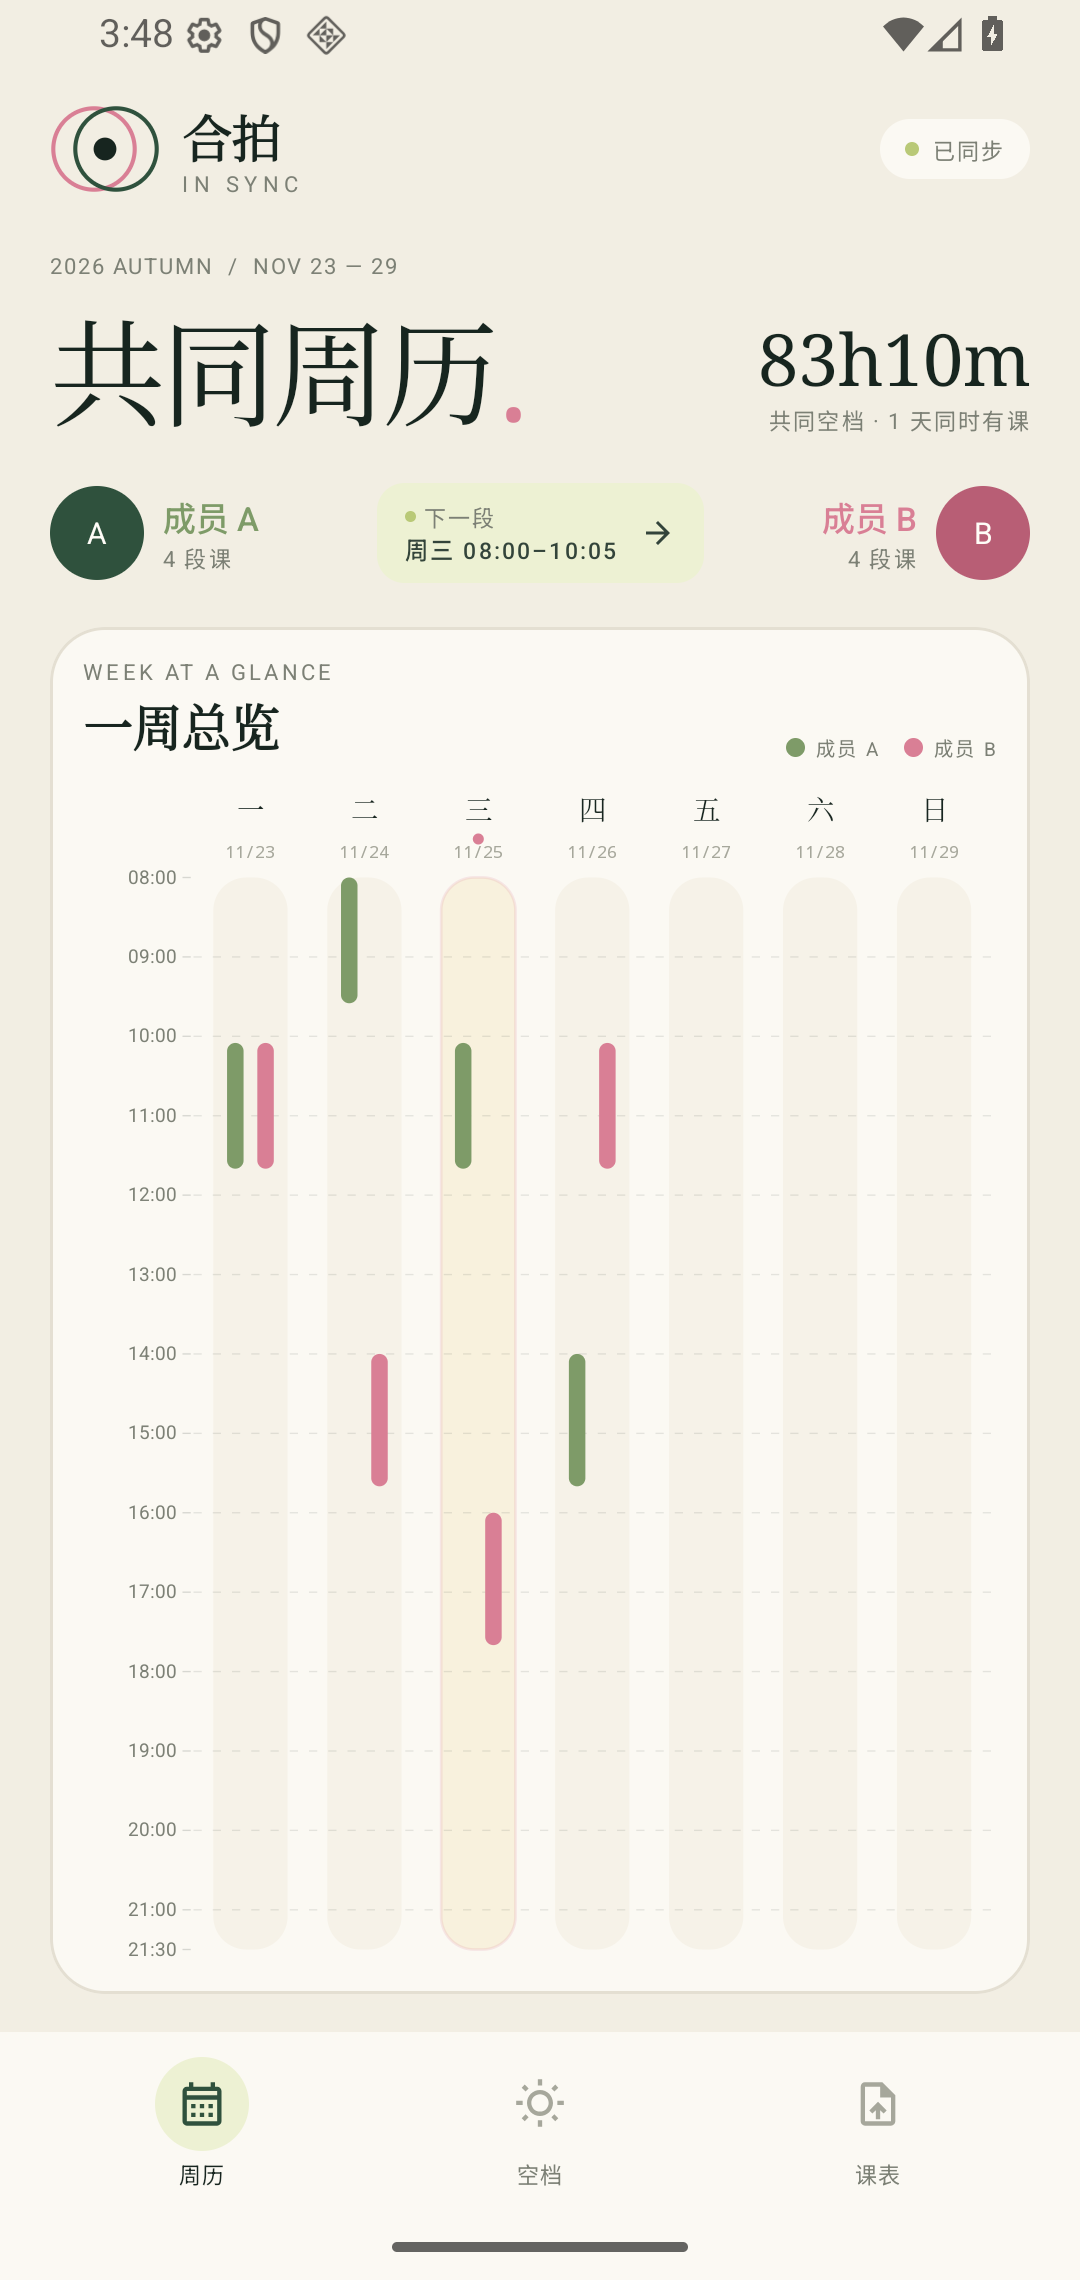 3:48
合拍
IN SYNC
已同步
2026 AUTUMN / NOV 23 — 29
共同周历.
83h10m
共同空档 · 1 天同时有课
A
成员 A
4 段课
下一段
周三 08:00–10:05
成员 B
4 段课
B
WEEK AT A GLANCE
一周总览
成员 A
成员 B
一 二 三 四 五 六 日
11/23 11/24 11/25 11/26 11/27 11/28 11/29
08:00
09:00
10:00
11:00
12:00
13:00
14:00
15:00
16:00
17:00
18:00
19:00
20:00
21:00
21:30
周历 空档 课表